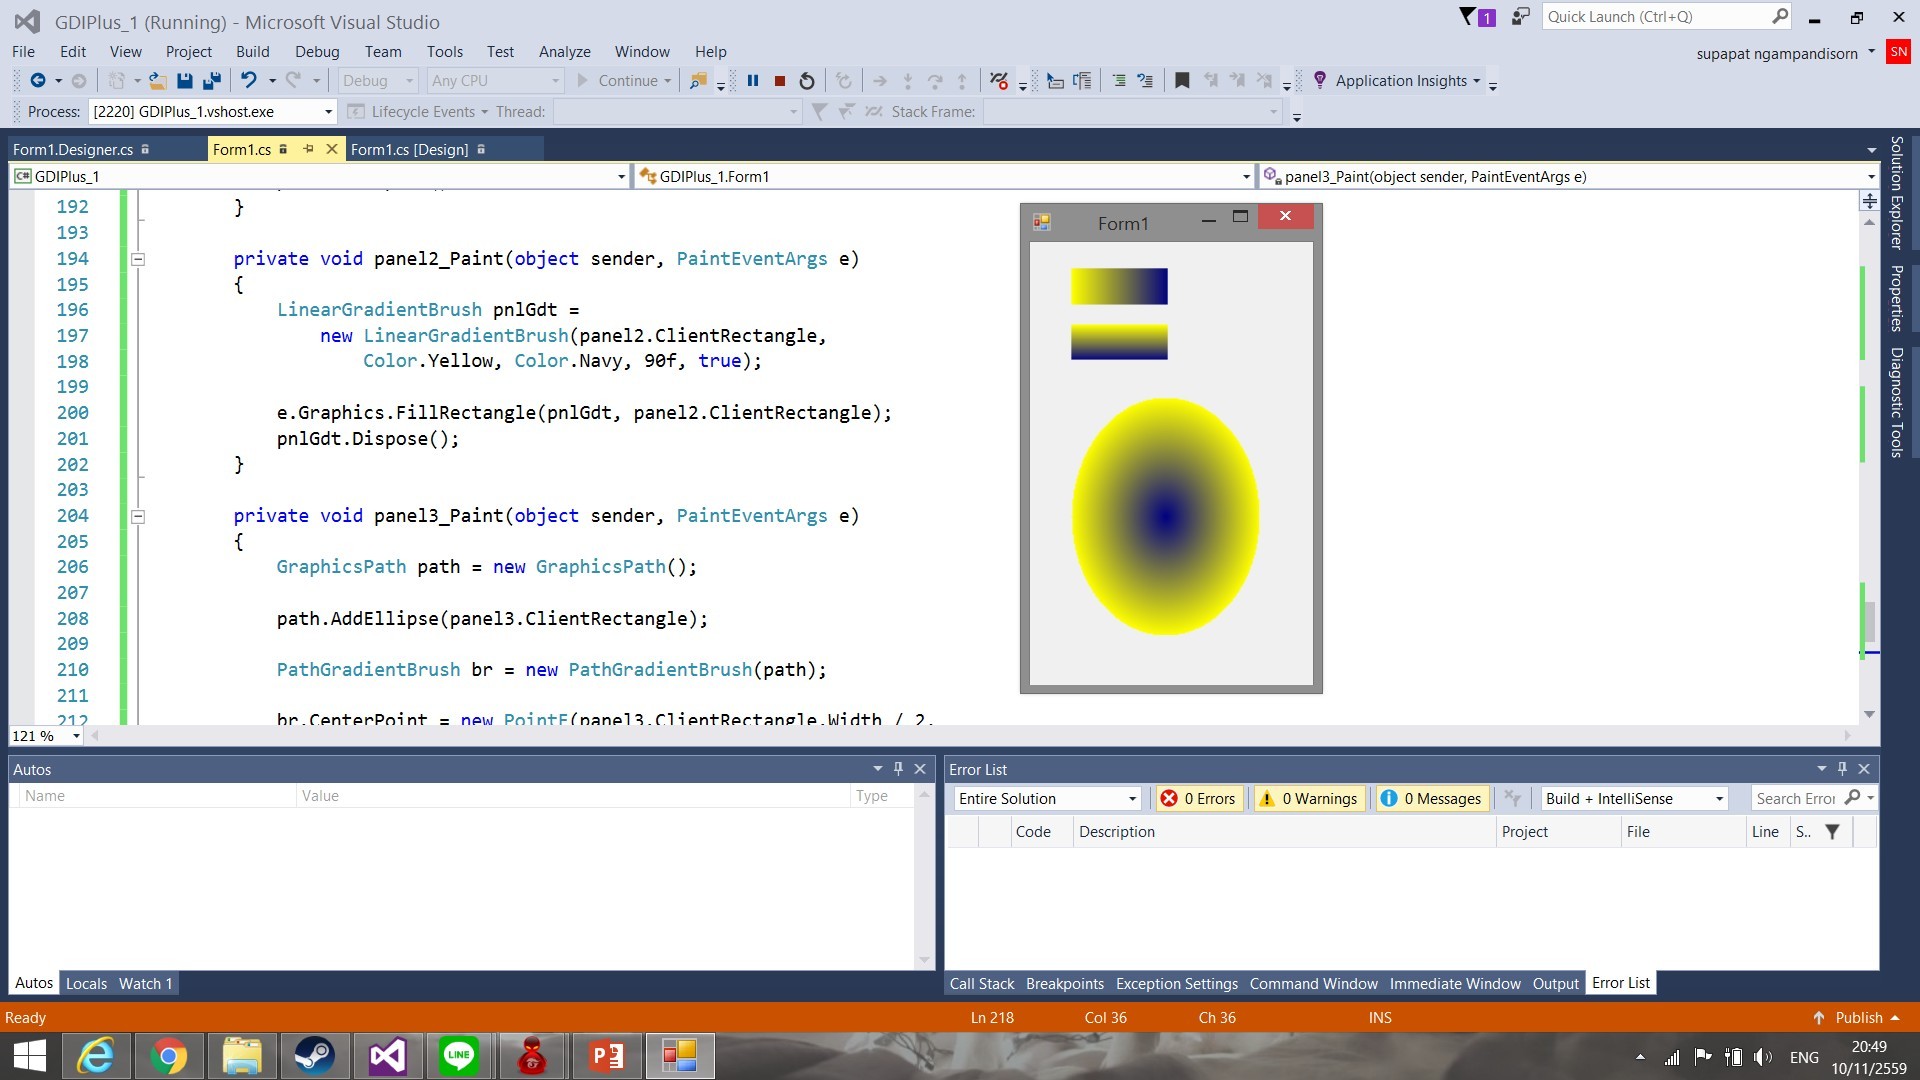 GDIPlus_1 (Running) - Microsoft Visual Studio
1
Quick Launch (Ctrl+Q)
File Edit View Project Build Debug Team Tools Test Analyze Window Help
supapat ngampandisorn SN
Debug Any CPU Continue Application Insights
Process: [2220] GDIPlus_1.vshost.exe Lifecycle Events Thread: Stack Frame:
Form1.Designer.cs Form1.cs Form1.cs [Design]
C# GDIPlus_1 GDIPlus_1.Form1 panel3_Paint(object sender, PaintEventArgs e)
192 }
193
194 private void panel2_Paint(object sender, PaintEventArgs e)
195 {
196 LinearGradientBrush pnlGdt =
197 new LinearGradientBrush(panel2.ClientRectangle,
198 Color.Yellow, Color.Navy, 90f, true);
199
200 e.Graphics.FillRectangle(pnlGdt, panel2.ClientRectangle);
201 pnlGdt.Dispose();
202 }
203
204 private void panel3_Paint(object sender, PaintEventArgs e)
205 {
206 GraphicsPath path = new GraphicsPath();
207
208 path.AddEllipse(panel3.ClientRectangle);
209
210 PathGradientBrush br = new PathGradientBrush(path);
211
212 br.CenterPoint = new PointF(panel3.ClientRectangle.Width / 2,
121 %
Form1
Solution Explorer
Properties
Diagnostic Tools
Autos
Name Value Type
Autos Locals Watch 1
Error List
Entire Solution 0 Errors 0 Warnings 0 Messages Build + IntelliSense Search Error
Code Description Project File Line S..
Call Stack Breakpoints Exception Settings Command Window Immediate Window Output Error List
Ready Ln 218 Col 36 Ch 36 INS Publish
LINE
P
ENG
20:49
10/11/2559